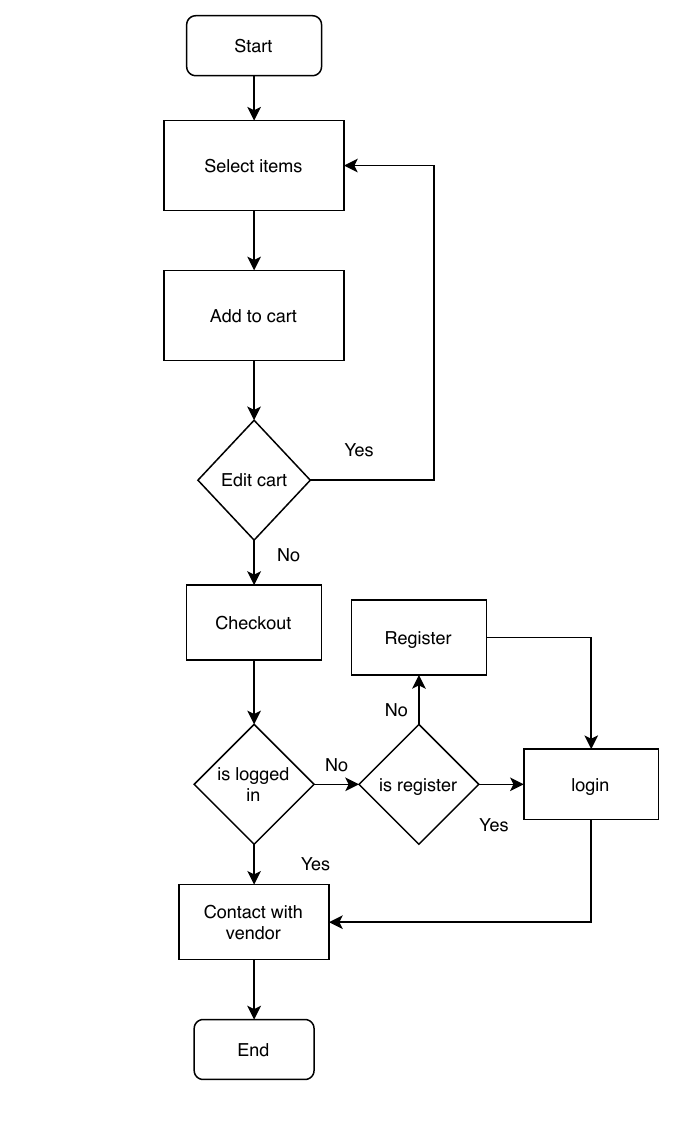 Start
Select items
Add to cart
Yes
Edit cart
No
Checkout
Register
No
is logged
in
No
is register
login
Yes
Yes
Contact with
vendor
End